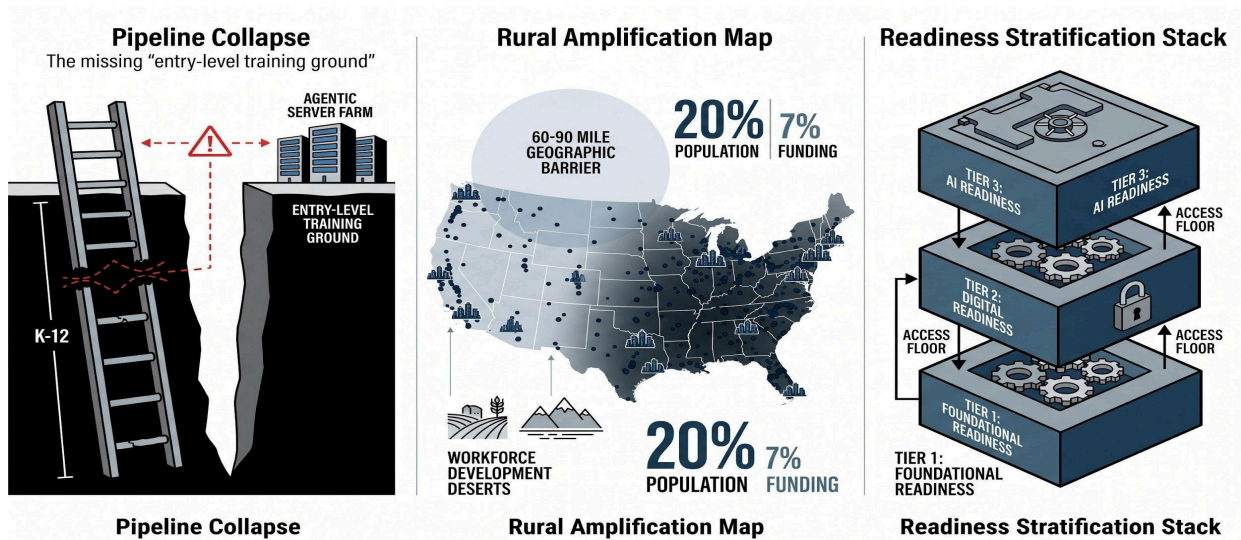 Pipeline Collapse
The missing “entry-level training ground”
AGENTIC
SERVER FARM
!
ENTRY-LEVEL
TRAINING
GROUND
K-12
Pipeline Collapse
Rural Amplification Map
60-90 MILE
GEOGRAPHIC
BARRIER
20% 7%
POPULATION FUNDING
WORKFORCE
DEVELOPMENT
DESERTS
20% 7%
POPULATION FUNDING
Rural Amplification Map
Readiness Stratification Stack
TIER 3:
AI READINESS
TIER 3:
AI READINESS
ACCESS
FLOOR
TIER 2:
DIGITAL
READINESS
ACCESS
FLOOR
ACCESS
FLOOR
TIER 1:
FOUNDATIONAL
READINESS
TIER 1:
FOUNDATIONAL
READINESS
Readiness Stratification Stack